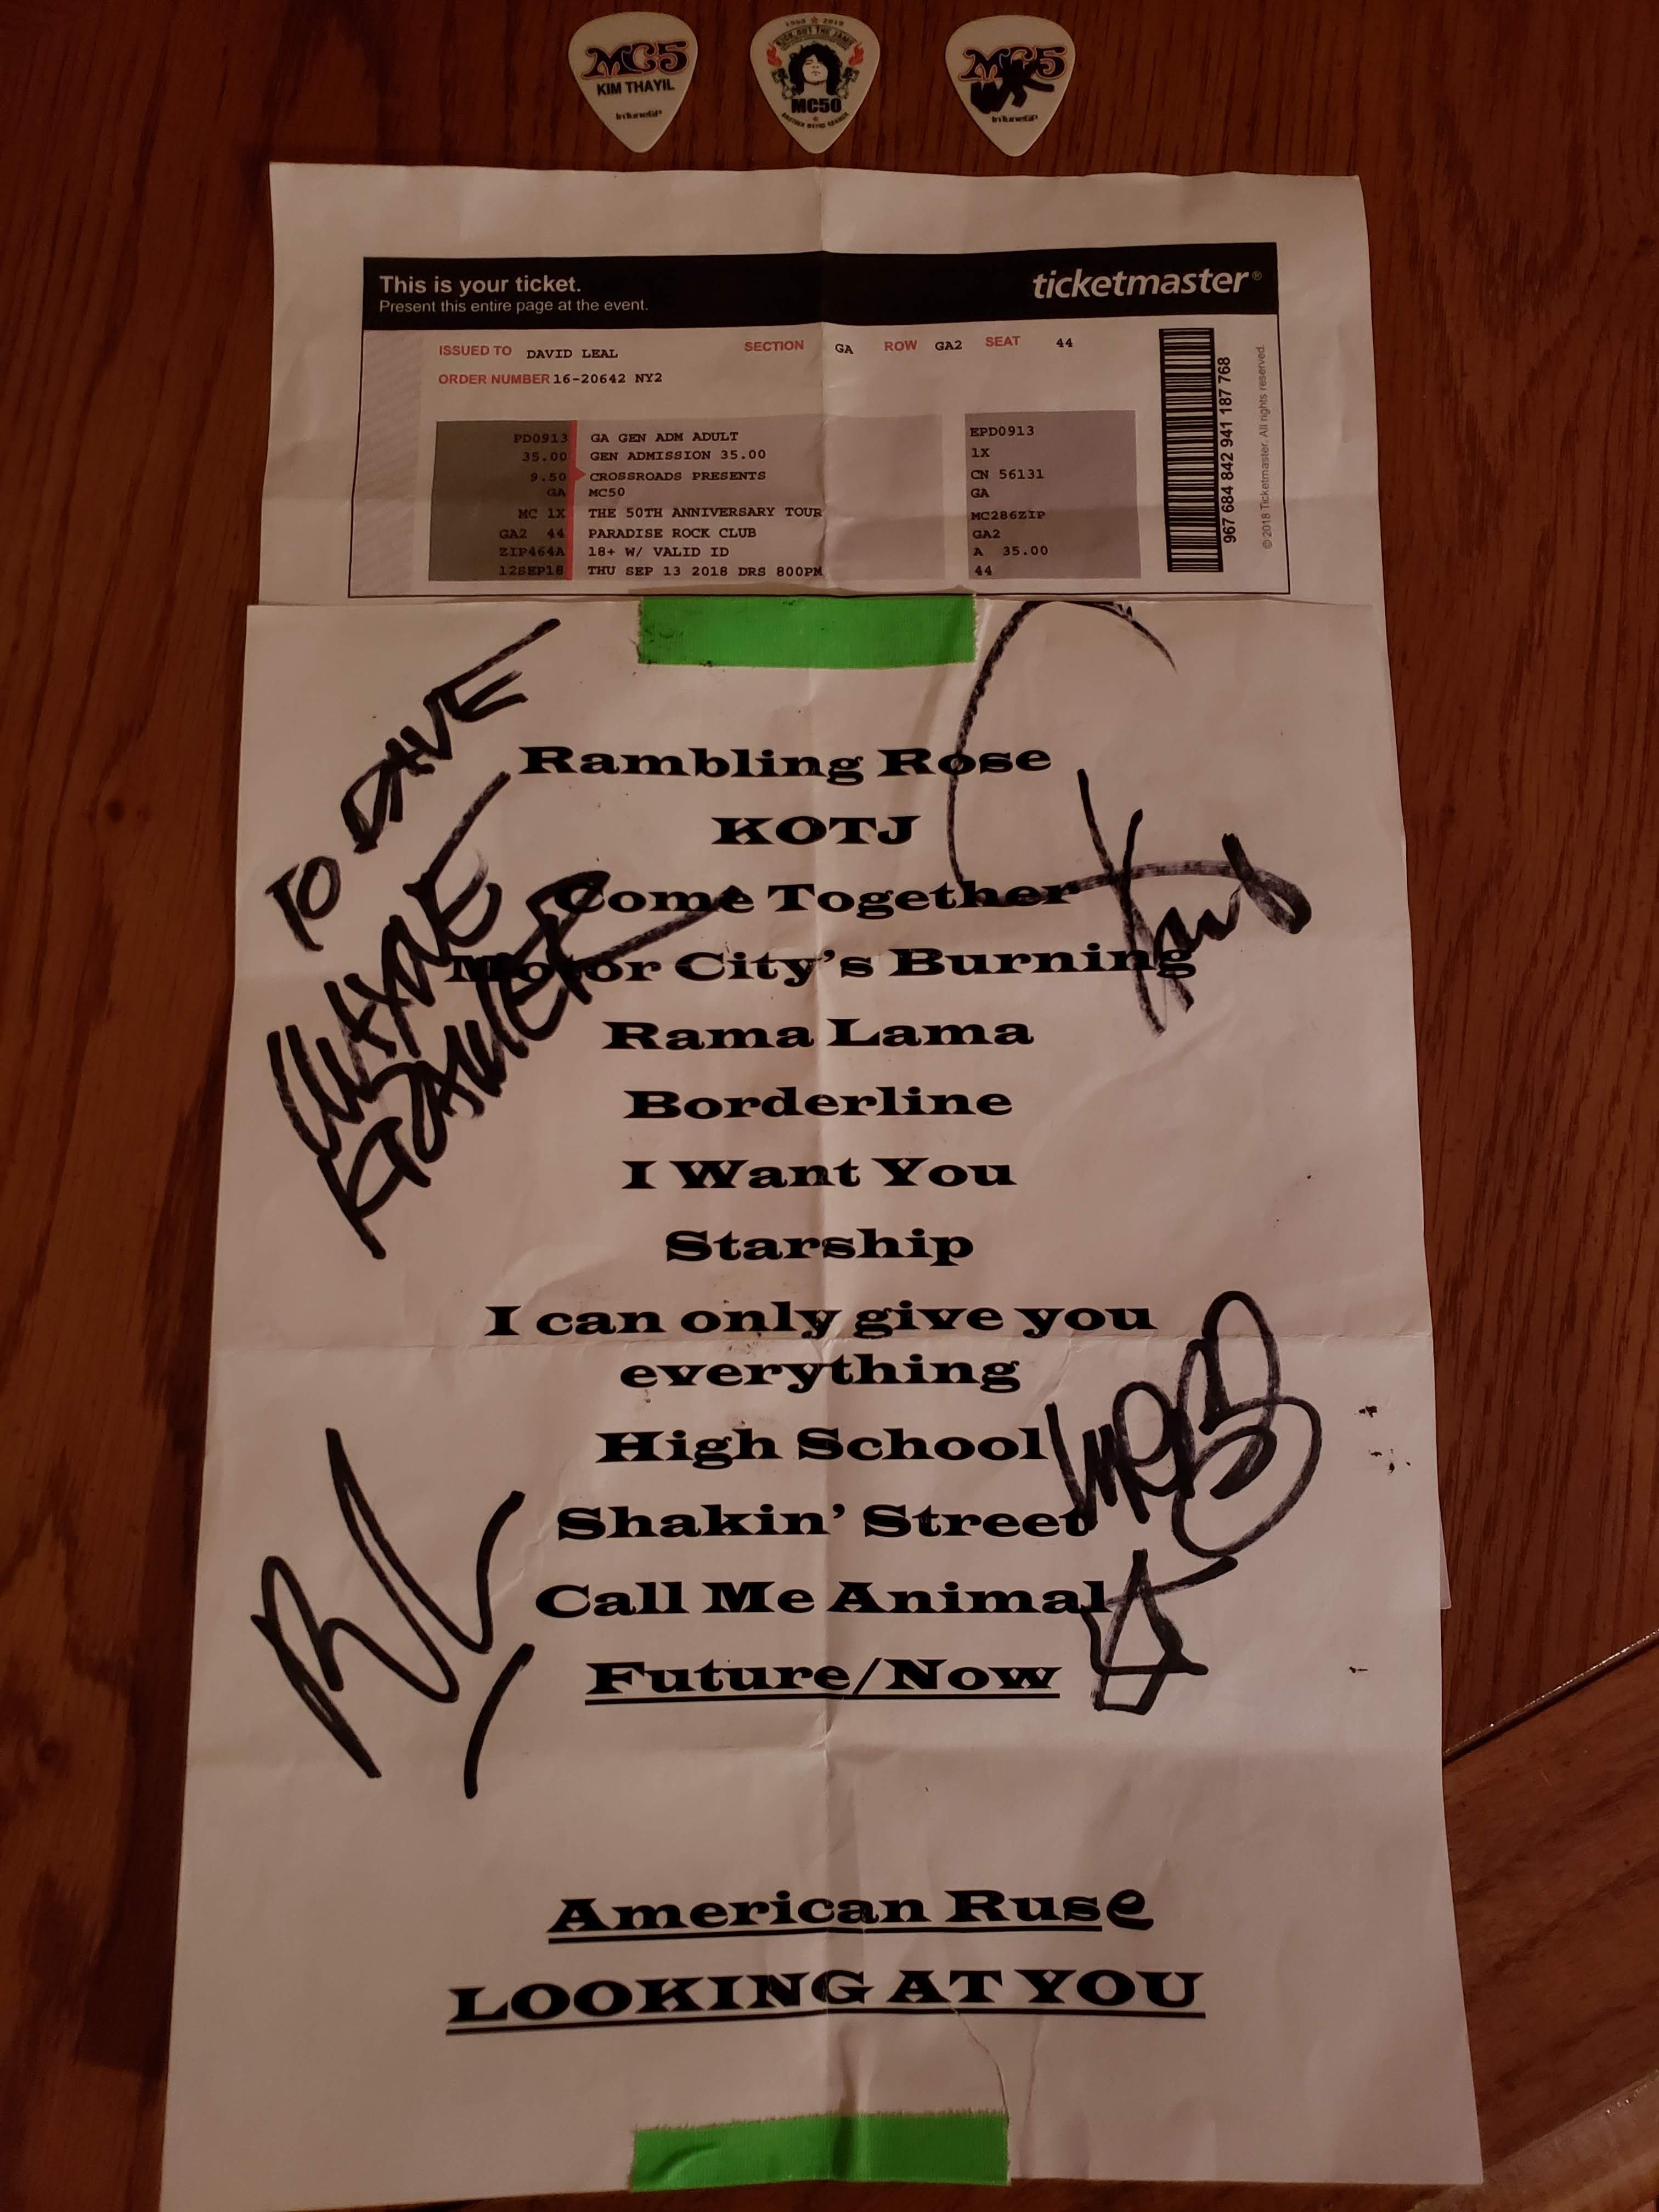 MC5
KIM THAYIL
InTuneGP
1968 ★ 2018
KICK OUT THE JAMS
MC50
BROTHER WAYNE KRAMER
MC5
WK
InTuneGP
This is your ticket.
Present this entire page at the event.
ticketmaster®
ISSUED TO DAVID LEAL SECTION GA ROW GA2 SEAT 44
ORDER NUMBER 16-20642 NY2
PD0913 GA GEN ADM ADULT EPD0913
35.00 GEN ADMISSION 35.00 1X
9.50 CROSSROADS PRESENTS CN 56131
GA MC50 GA
MC 1X THE 50TH ANNIVERSARY TOUR MC286ZIP
GA2 44 PARADISE ROCK CLUB GA2
ZIP464A 18+ W/ VALID ID A 35.00
12SEP18 THU SEP 13 2018 DRS 800PM 44
967 684 842 941 187 768
© 2018 Ticketmaster. All rights reserved.
TO DAVE
WAYNE
KRAMER
Rambling Rose
KOTJ
Come Together
Motor City's Burning
Rama Lama
Borderline
I Want You
Starship
I can only give you
everything
High School
Shakin' Street
Call Me Animal
Future/Now
American Ruse
LOOKING AT YOU